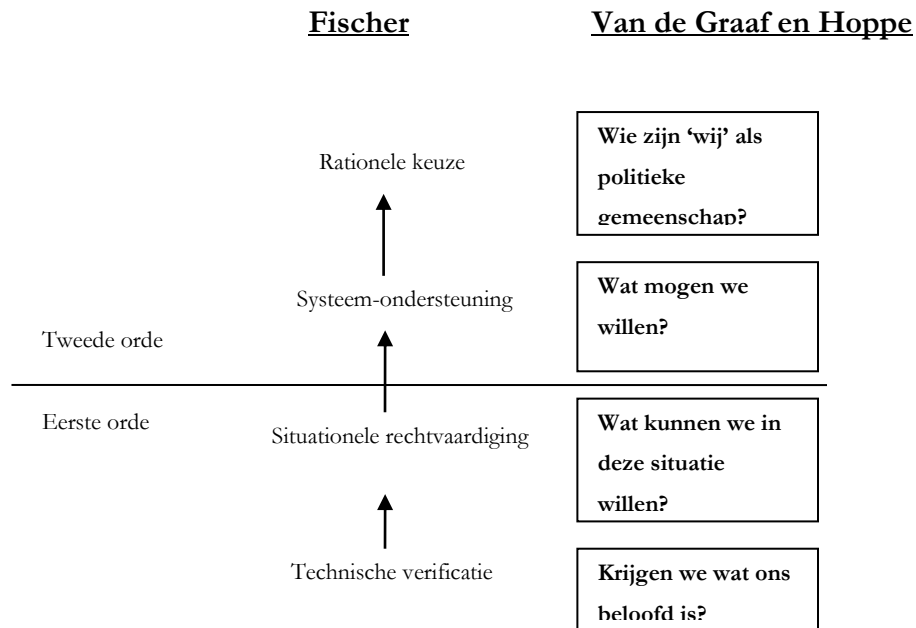 Fischer Van de Graaf en Hoppe
Wie zijn ‘wij’ als
politieke
gemeenschap?
Rationele keuze
Systeem-ondersteuning
Wat mogen we
willen?
Tweede orde
Eerste orde
Situationele rechtvaardiging
Wat kunnen we in
deze situatie
willen?
Technische verificatie
Krijgen we wat ons
beloofd is?